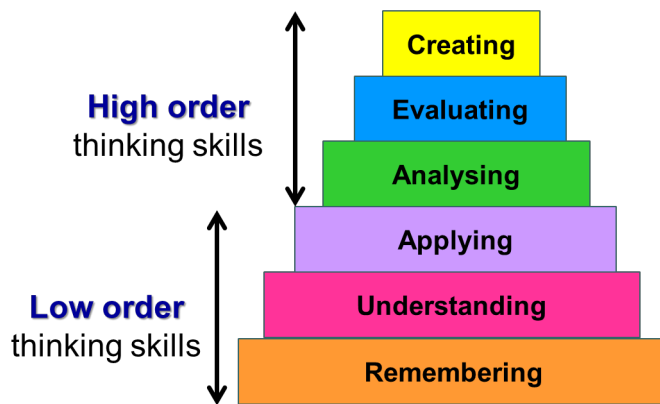 Creating
Evaluating
Analysing
Applying
Understanding
Remembering
High order
thinking skills
Low order
thinking skills